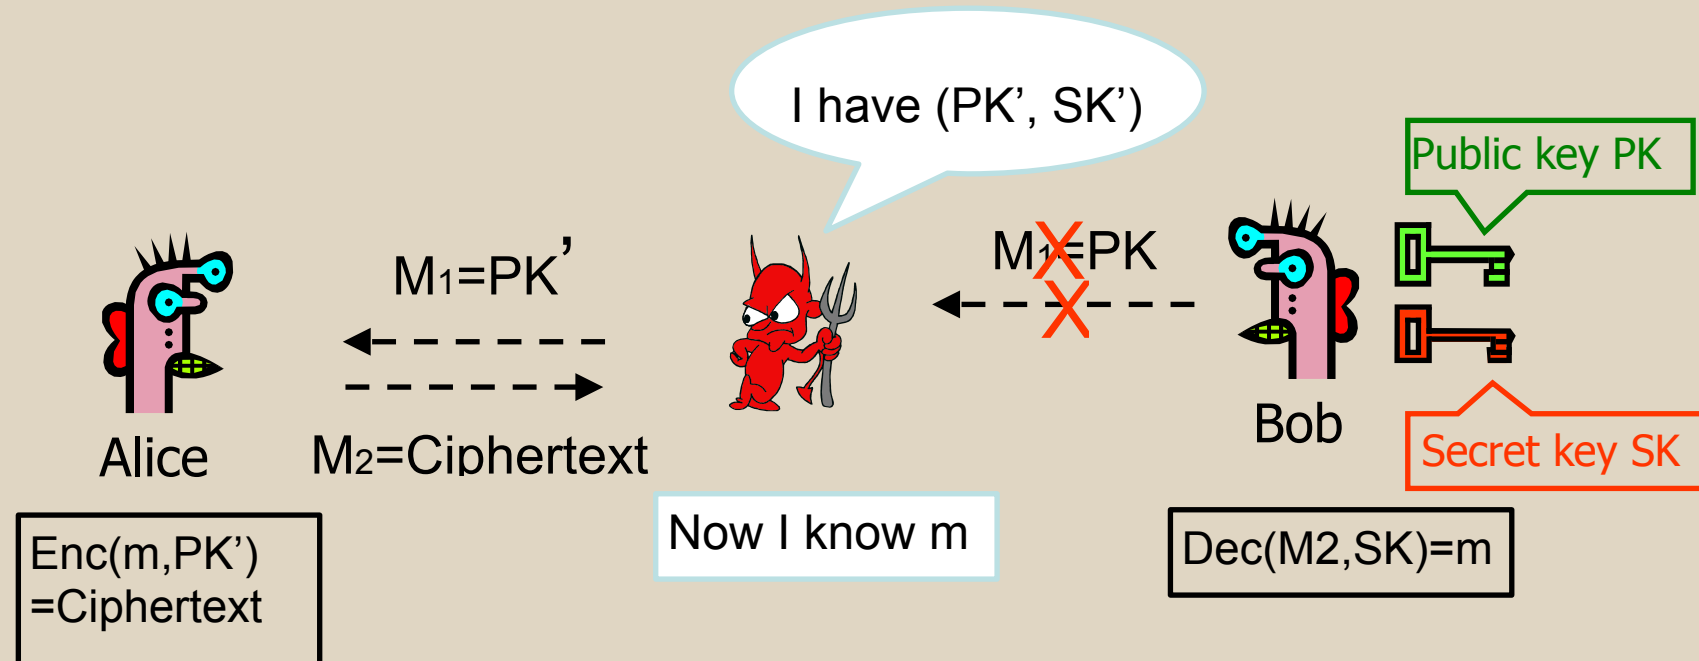 I have (PK’, SK’)
Public key PK
M1=PK’
M1=PK
X
X
Alice
M2=Ciphertext
Bob
Secret key SK
Enc(m,PK’)
=Ciphertext
Now I know m
Dec(M2,SK)=m